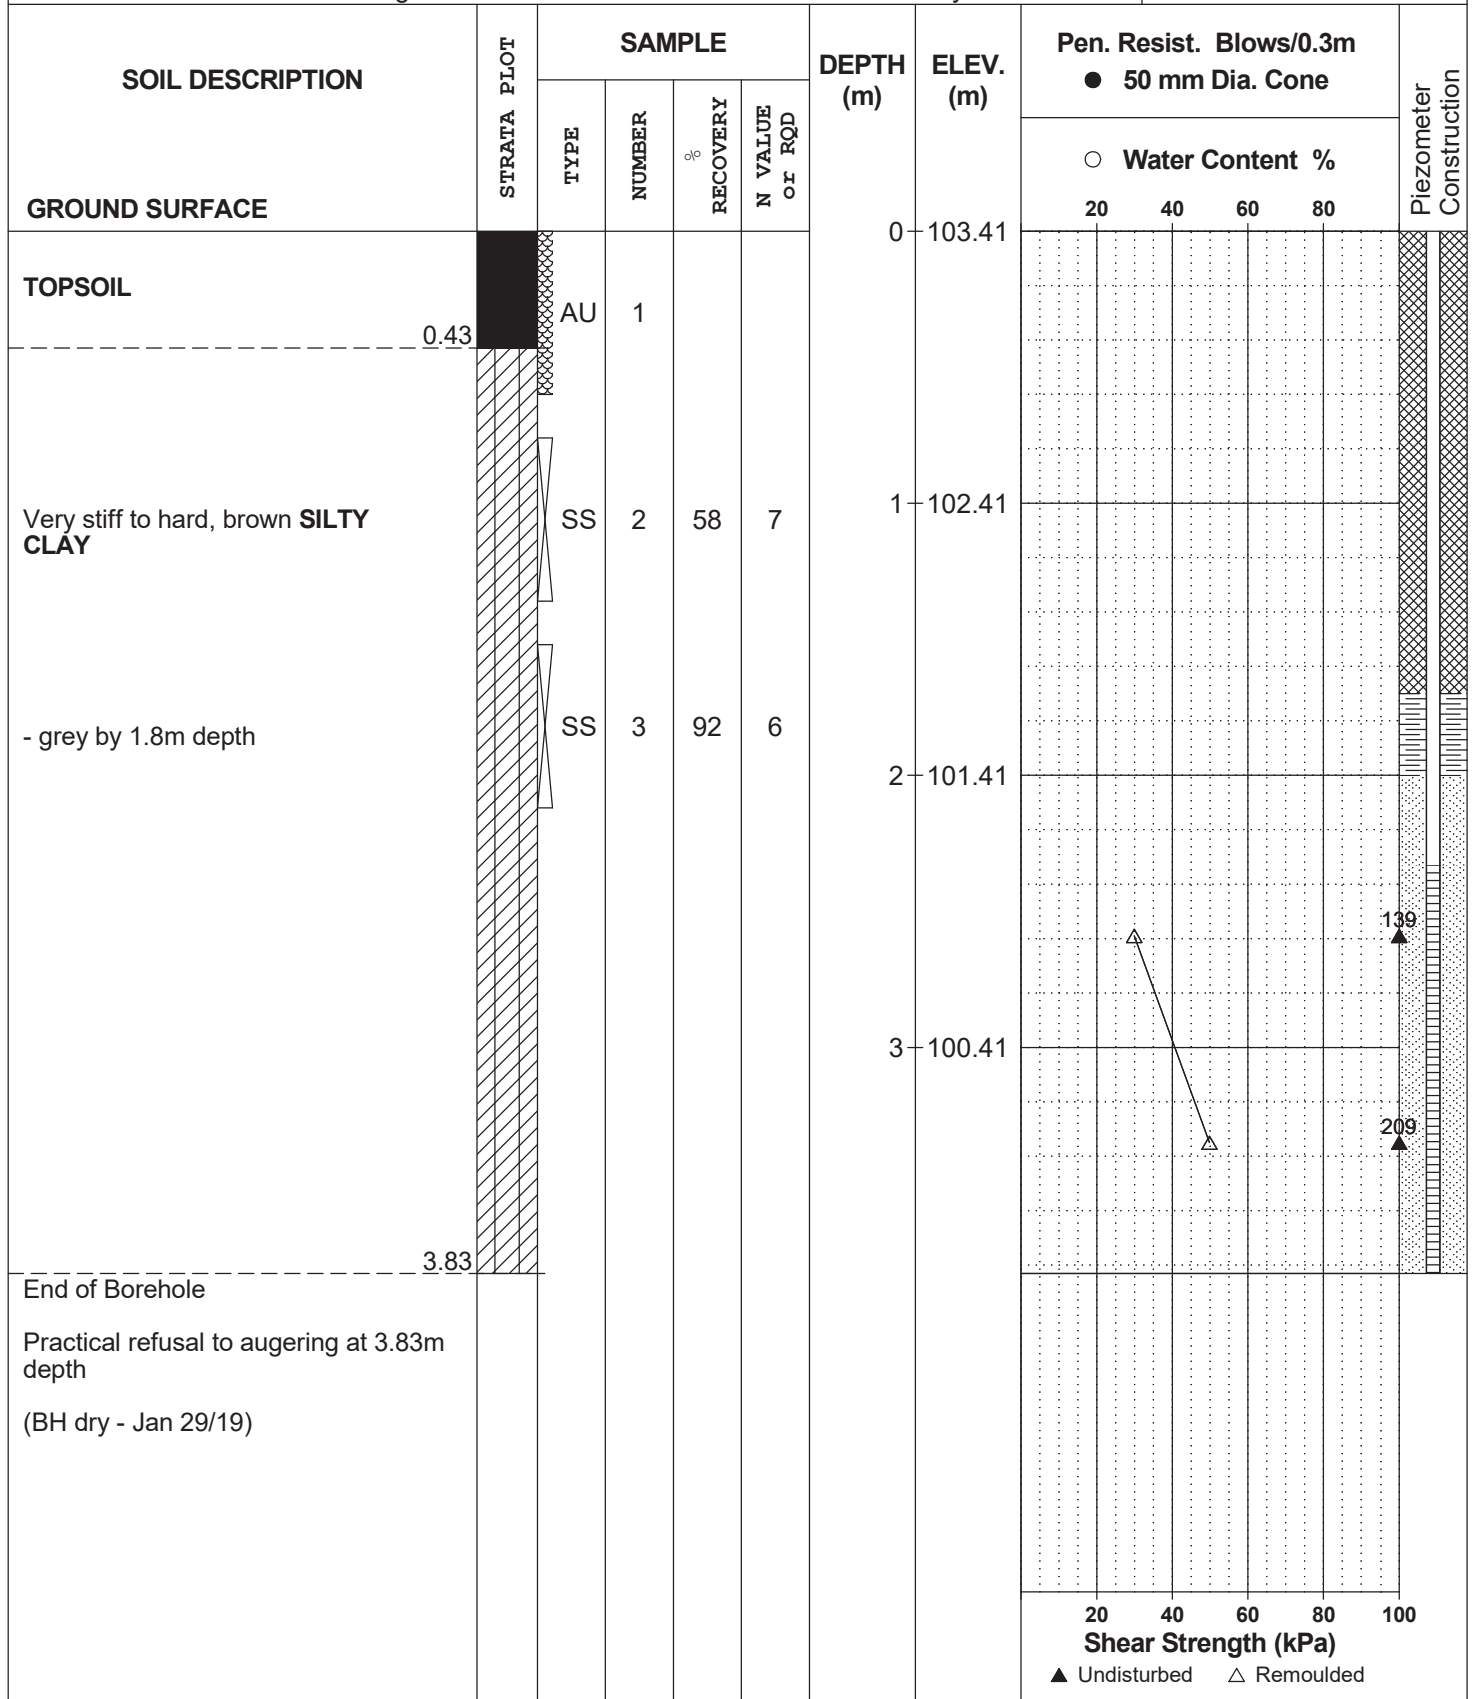 SOIL DESCRIPTION
GROUND SURFACE
STRATA PLOT
SAMPLE
TYPE
NUMBER
%
RECOVERY
N VALUE
or RQD
DEPTH
(m)
ELEV.
(m)
Pen. Resist. Blows/0.3m
● 50 mm Dia. Cone
○ Water Content %
20 40 60 80
Piezometer
Construction
0 103.41
TOPSOIL
AU 1
0.43
1 102.41
Very stiff to hard, brown SILTY
CLAY
SS 2 58 7
- grey by 1.8m depth
SS 3 92 6
2 101.41
139
3 100.41
209
3.83
End of Borehole
Practical refusal to augering at 3.83m
depth
(BH dry - Jan 29/19)
20 40 60 80 100
Shear Strength (kPa)
▲ Undisturbed △ Remoulded